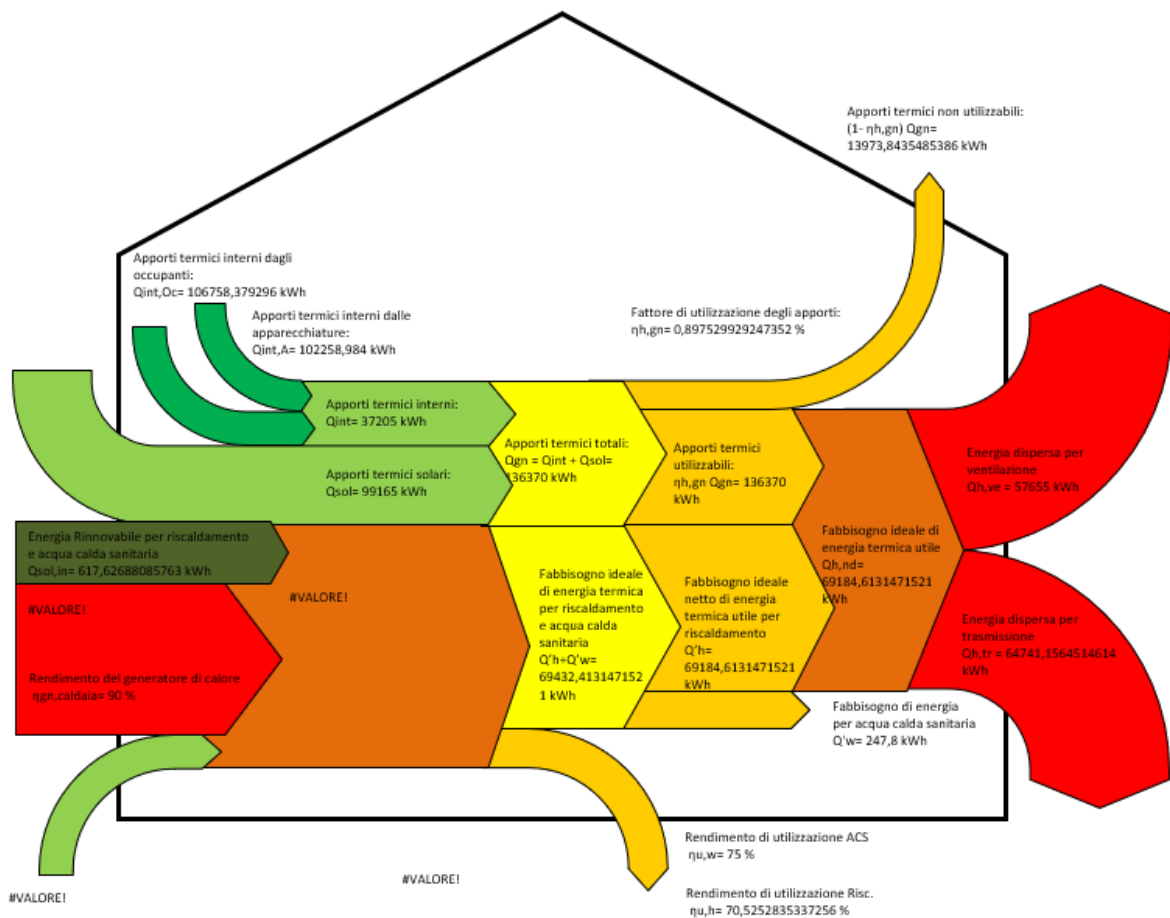 Apporti termici non utilizzabili:
(1- ηh,gn) Qgn=
13973,8435485386 kWh
Apporti termici interni dagli
occupanti:
Qint,Oc= 106758,379296 kWh
Apporti termici interni dalle
apparecchiature:
Qint,A= 102258,984 kWh
Fattore di utilizzazione degli apporti:
ηh,gn= 0,897529929247352 %
Apporti termici interni:
Qint= 37205 kWh
Apporti termici solari:
Qsol= 99165 kWh
Apporti termici totali:
Qgn = Qint + Qsol=
136370 kWh
Apporti termici
utilizzabili:
ηh,gn Qgn= 136370
kWh
Energia dispersa per
ventilazione
Qh,ve = 57655 kWh
Energia Rinnovabile per riscaldamento
e acqua calda sanitaria
Qsol,in= 617,62688085763 kWh
#VALORE!
#VALORE!
Rendimento del generatore di calore
ηgn,caldaia= 90 %
Fabbisogno ideale
di energia termica
per riscaldamento
e acqua calda
sanitaria
Q'h+Q'w=
69432,413147152
1 kWh
Fabbisogno ideale
netto di energia
termica utile per
riscaldamento
Q'h=
69184,6131471521
kWh
Fabbisogno ideale di
energia termica utile
Qh,nd=
69184,6131471521
kWh
Energia dispersa per
trasmissione
Qh,tr = 64741,1564514614
kWh
Fabbisogno di energia
per acqua calda sanitaria
Q'w= 247,8 kWh
Rendimento di utilizzazione ACS
ηu,w= 75 %
#VALORE!
#VALORE!
Rendimento di utilizzazione Risc.
ηu,h= 70,5252835337256 %